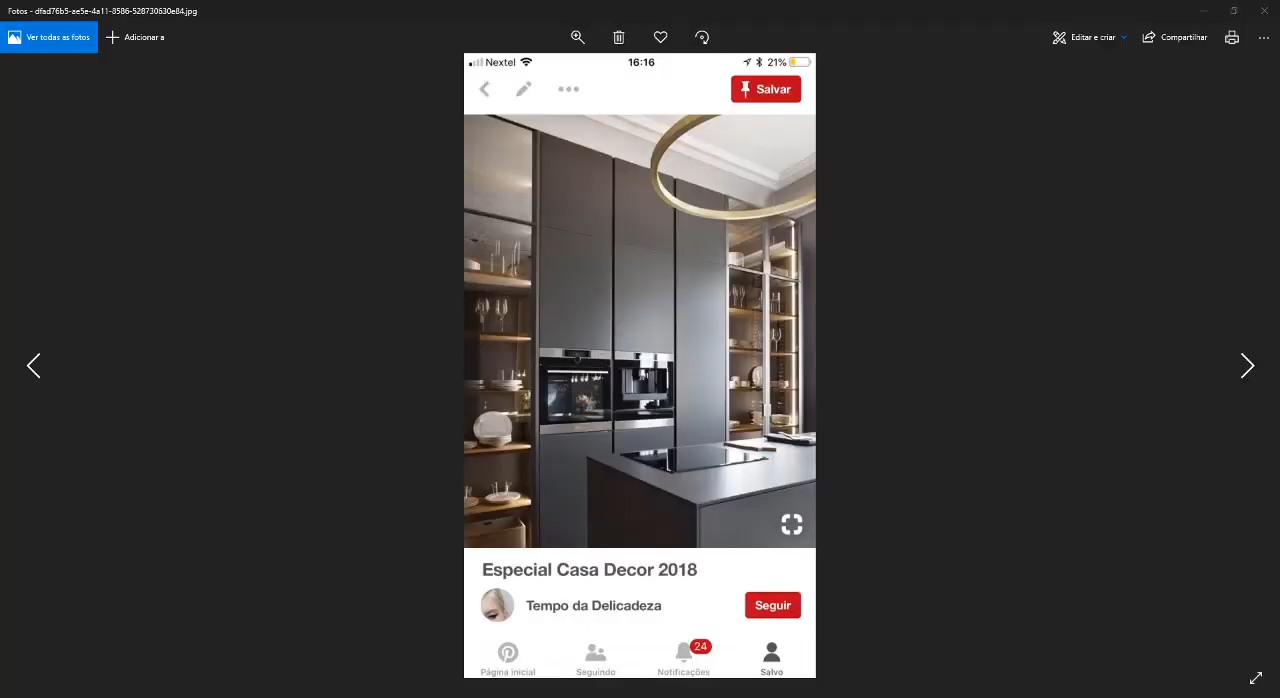 Fotos - dfad76b5-ae5e-4a11-8586-528730630e84.jpg
Ver todas as fotos
Adicionar a
Editar e criar
Compartilhar
Nextel
16:16
21%
Salvar
Especial Casa Decor 2018
Tempo da Delicadeza
Seguir
24
Página inicial
Seguindo
Notificações
Salvo